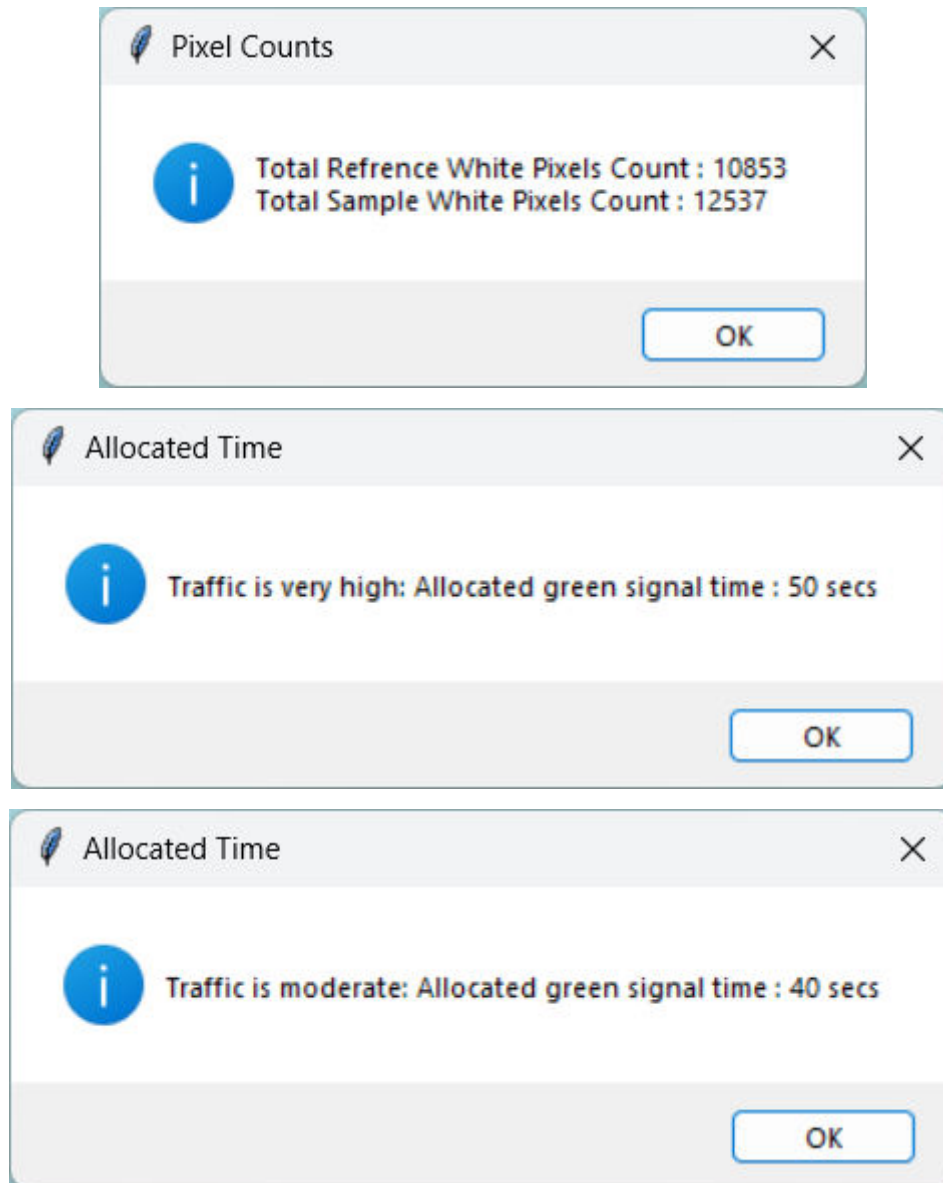 Pixel Counts
Total Refrence White Pixels Count : 10853
Total Sample White Pixels Count : 12537
OK
Allocated Time
Traffic is very high: Allocated green signal time : 50 secs
OK
Allocated Time
Traffic is moderate: Allocated green signal time : 40 secs
OK